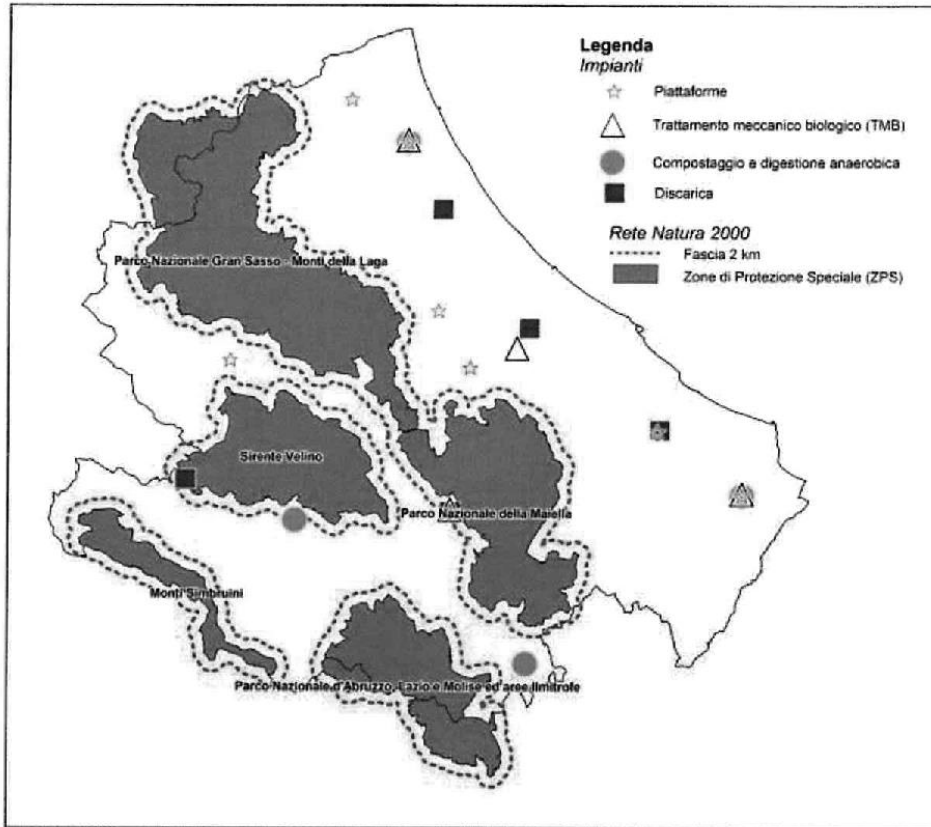 Legenda
Impianti
Piattaforme
Trattamento meccanico biologico (TMB)
Compostaggio e digestione anaerobica
Discarica
Rete Natura 2000
Fascia 2 km
Zone di Protezione Speciale (ZPS)
Parco Nazionale Gran Sasso - Monti della Laga
Sirente Velino
Parco Nazionale della Maiella
Monti Simbruini
Parco Nazionale d'Abruzzo, Lazio e Molise ed aree limitrofe